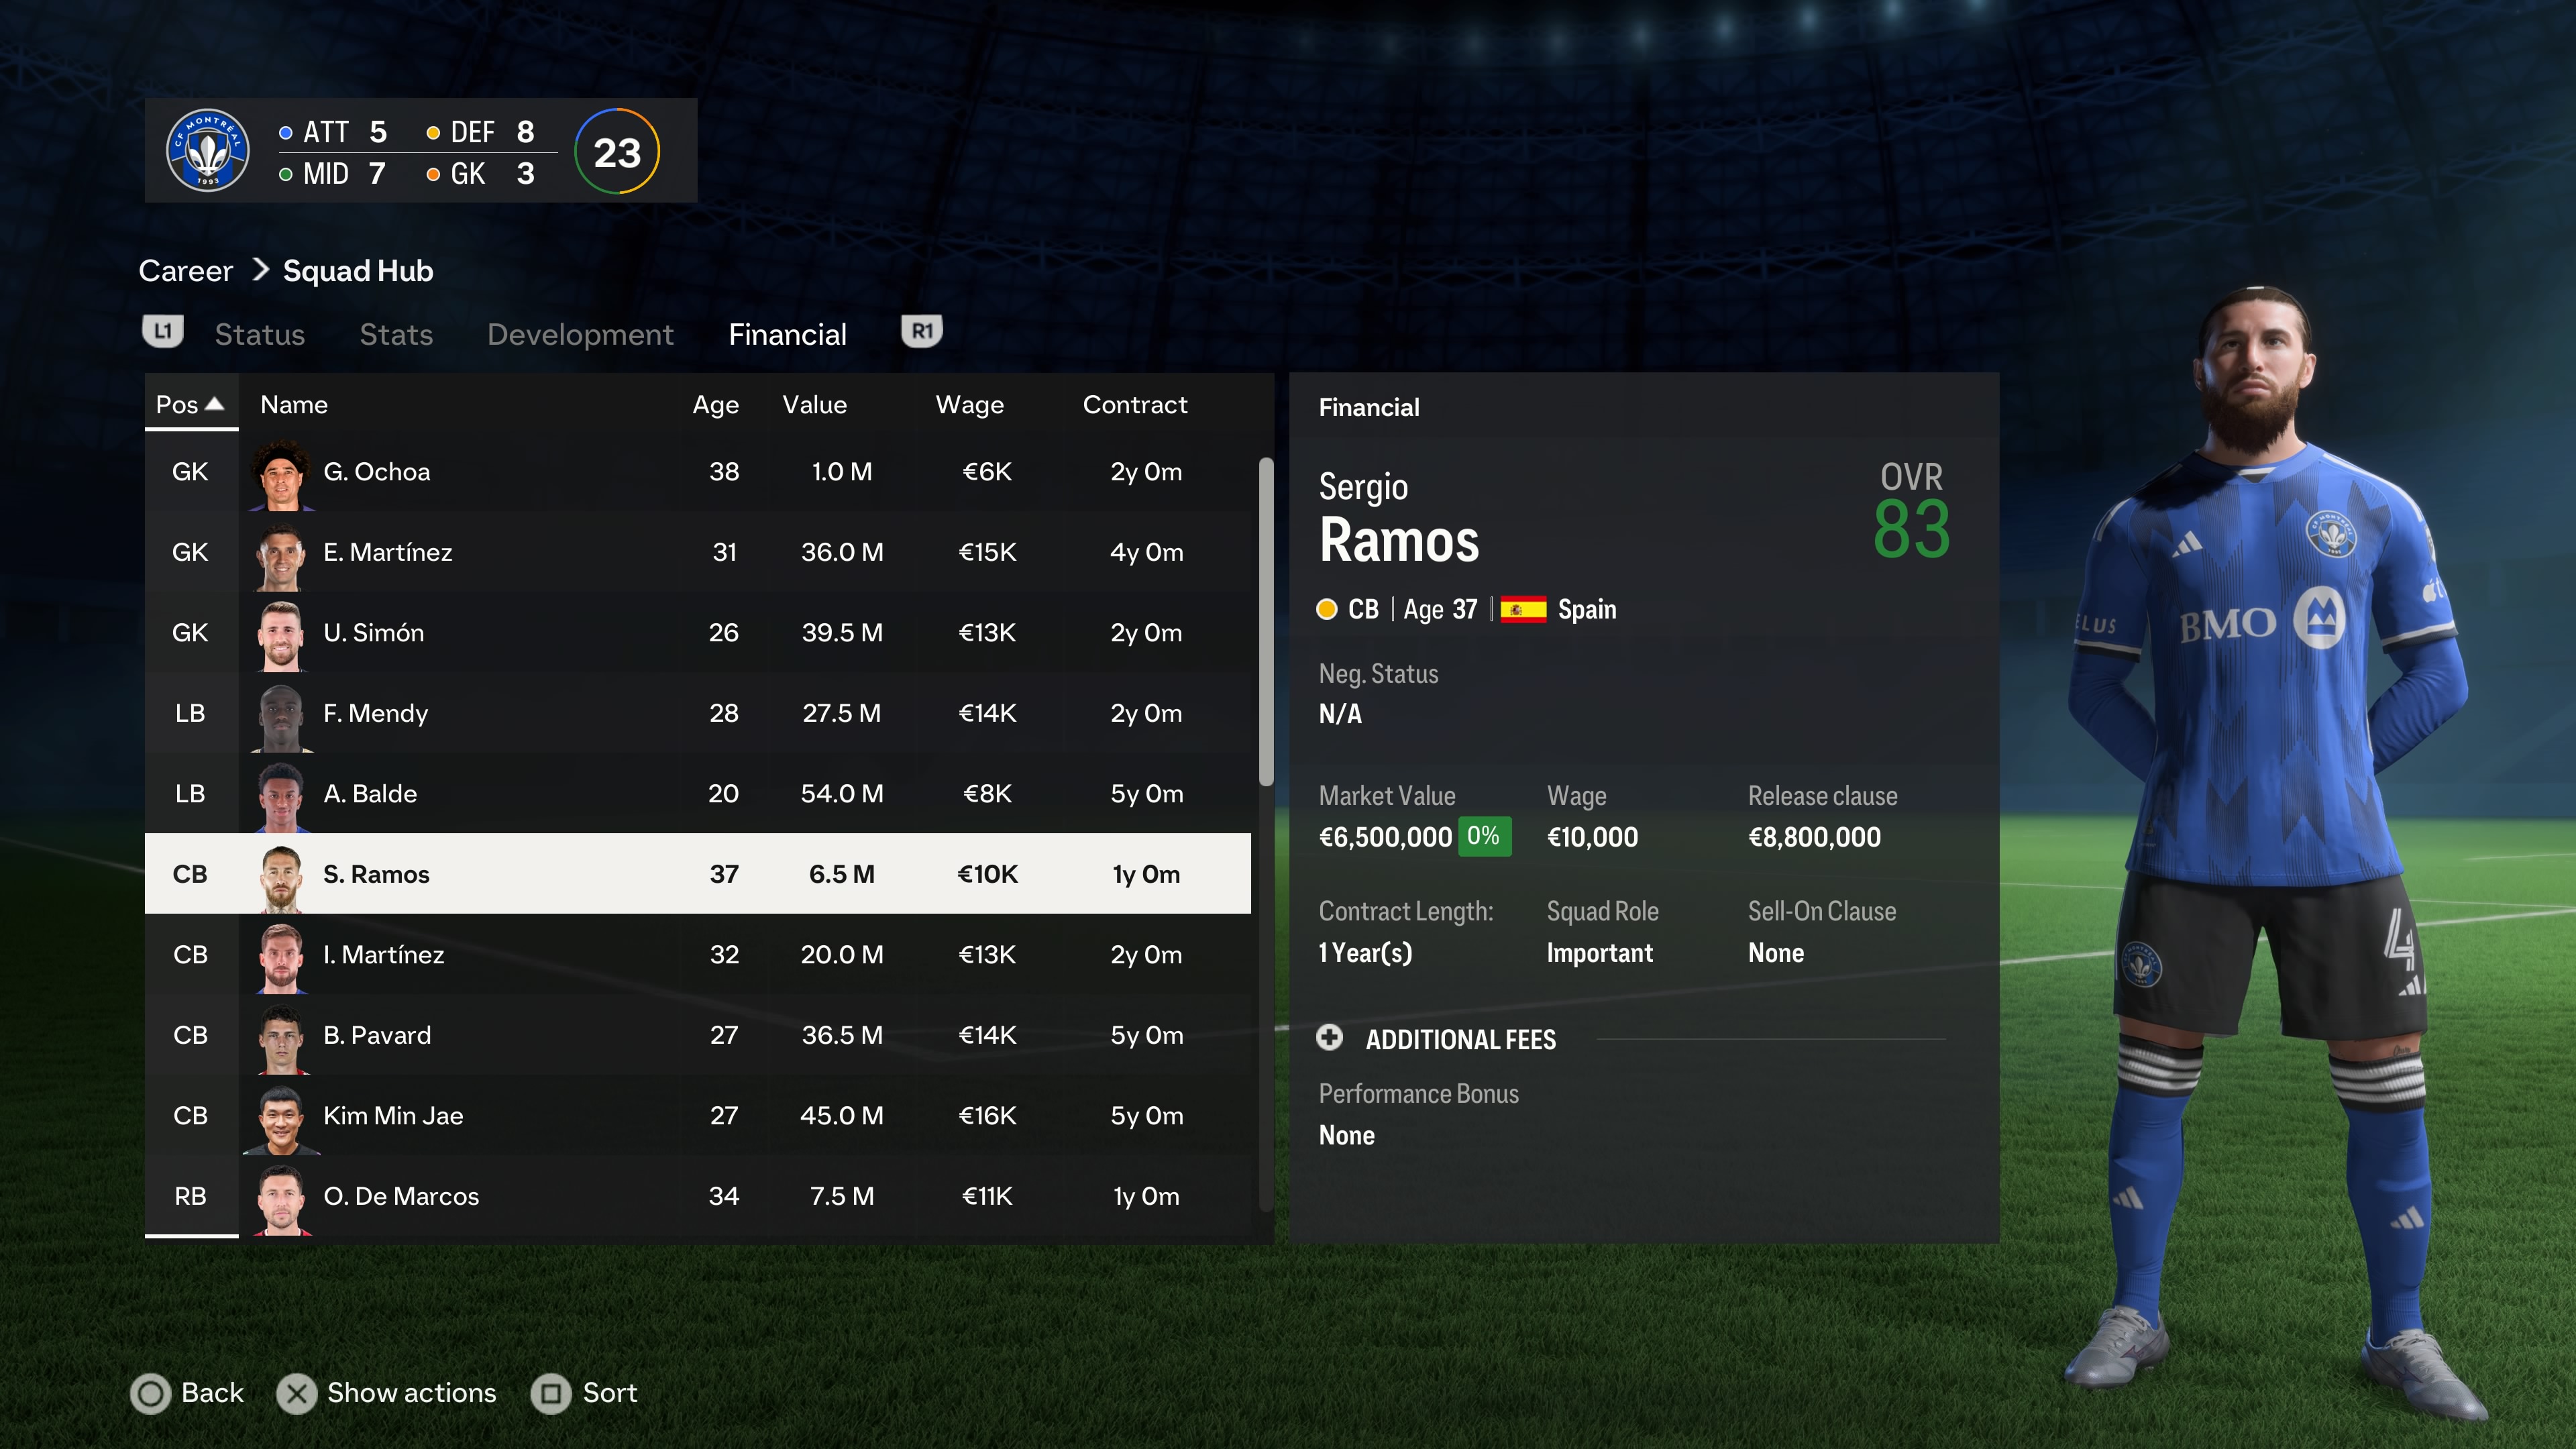 CF MONTRÉAL
1993
ATT 5 DEF 8
MID 7 GK 3
23
Career > Squad Hub
L1 Status Stats Development Financial R1
Pos Name Age Value Wage Contract
GK G. Ochoa 38 1.0 M €6K 2y 0m
GK E. Martínez 31 36.0 M €15K 4y 0m
GK U. Simón 26 39.5 M €13K 2y 0m
LB F. Mendy 28 27.5 M €14K 2y 0m
LB A. Balde 20 54.0 M €8K 5y 0m
CB S. Ramos 37 6.5 M €10K 1y 0m
CB I. Martínez 32 20.0 M €13K 2y 0m
CB B. Pavard 27 36.5 M €14K 5y 0m
CB Kim Min Jae 27 45.0 M €16K 5y 0m
RB O. De Marcos 34 7.5 M €11K 1y 0m
Financial
Sergio
Ramos
OVR
83
CB | Age 37 | Spain
Neg. Status
N/A
Market Value Wage Release clause
€6,500,000 0% €10,000 €8,800,000
Contract Length: Squad Role Sell-On Clause
1 Year(s) Important None
ADDITIONAL FEES
Performance Bonus
None
ELUS
BMO
4
Back Show actions Sort